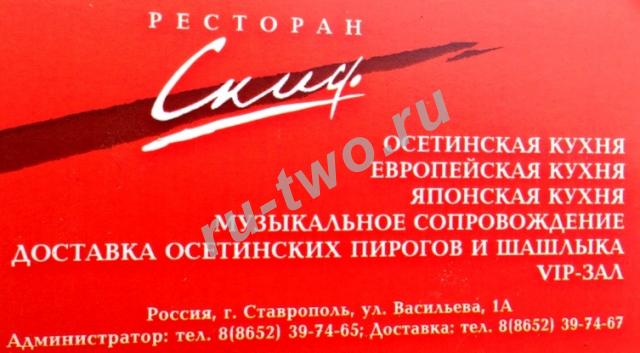 РЕСТОРАН
Скиф
ОСЕТИНСКАЯ КУХНЯ
ЕВРОПЕЙСКАЯ КУХНЯ
ЯПОНСКАЯ КУХНЯ
МУЗЫКАЛЬНОЕ СОПРОВОЖДЕНИЕ
ДОСТАВКА ОСЕТИНСКИХ ПИРОГОВ И ШАШЛЫКА
VIP-ЗАЛ
Россия, г. Ставрополь, ул. Васильева, 1А
Администратор: тел. 8(8652) 39-74-65; Доставка: тел. 8(8652) 39-74-67
ru-two.ru